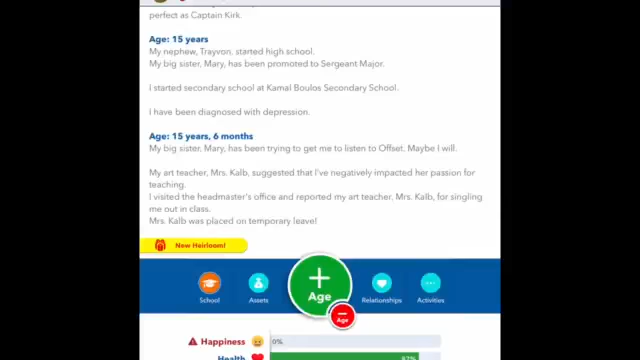 perfect as Captain Kirk.
Age: 15 years
My nephew, Trayvon, started high school.
My big sister, Mary, has been promoted to Sergeant Major.
I started secondary school at Kamal Boulos Secondary School.
I have been diagnosed with depression.
Age: 15 years, 6 months
My big sister, Mary, has been trying to get me to listen to Offset. Maybe I will.
My art teacher, Mrs. Kalb, suggested that I've negatively impacted her passion for
teaching.
I visited the headmaster's office and reported my art teacher, Mrs. Kalb, for singling
me out in class.
Mrs. Kalb was placed on temporary leave!
New Heirloom!
+
Age
School
Assets
Relationships
Activities
Age
Happiness
0%
Health
97%